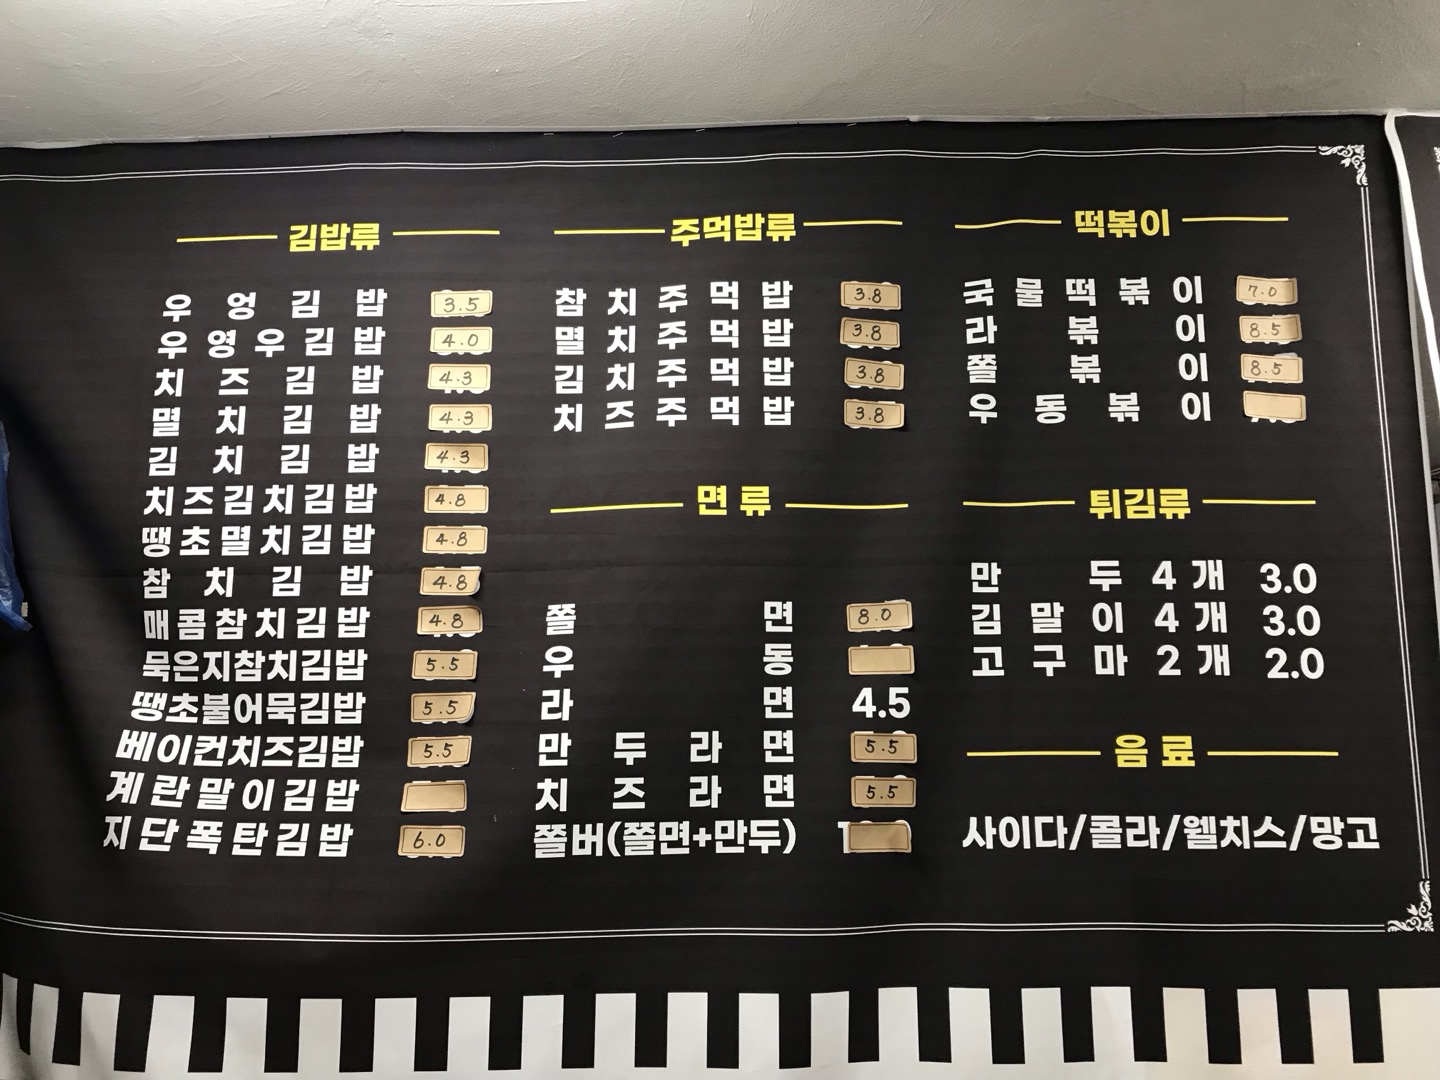 김밥류
우엉김밥 3.5
우영우김밥 4.0
치즈김밥 4.3
멸치김밥 4.3
김치김밥 4.3
치즈김치김밥 4.8
땡초멸치김밥 4.8
참치김밥 4.8
매콤참치김밥 4.8
묵은지참치김밥 5.5
땡초불어묵김밥 5.5
베이컨치즈김밥 5.5
계란말이김밥
지단폭탄김밥 6.0
주먹밥류
참치주먹밥 3.8
멸치주먹밥 3.8
김치주먹밥 3.8
치즈주먹밥 3.8
면류
쫄면 8.0
우동
라면 4.5
만두라면 5.5
치즈라면 5.5
쫄버(쫄면+만두)
떡볶이
국물떡볶이 7.0
라볶이 8.5
쫄볶이 8.5
우동볶이
튀김류
만두4개 3.0
김말이4개 3.0
고구마2개 2.0
음료
사이다/콜라/웰치스/망고